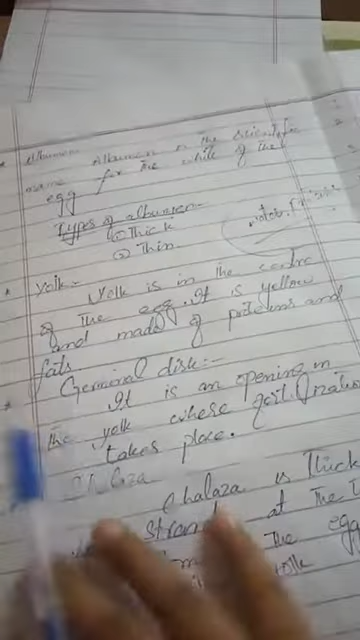 Albumen Albumen is the scientific
name for the white of the
egg
Types of albumen-
① Thick
② Thin
Yolk:- Yolk is in the centre
of the egg. It is yellow
and made of proteins and
fats
Germinal disk:-
It is an opening in
the yolk where
takes place.
Chalaza is thick
at the
the egg